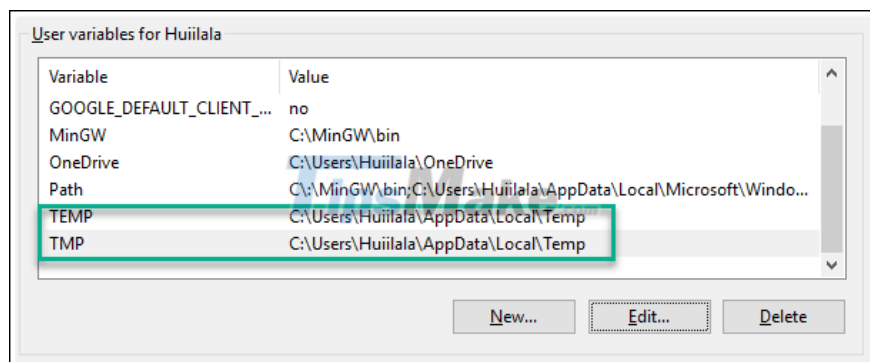 User variables for Huiilala
Variable Value
GOOGLE_DEFAULT_CLIENT_... no
MinGW C:\MinGW\bin
OneDrive C:\Users\Huiilala\OneDrive
Path C\:\MinGW\bin;C:\Users\Huiilala\AppData\Local\Microsoft\Windo...
TipsMake.com
TEMP C:\Users\Huiilala\AppData\Local\Temp
TMP C:\Users\Huiilala\AppData\Local\Temp
New... Edit... Delete